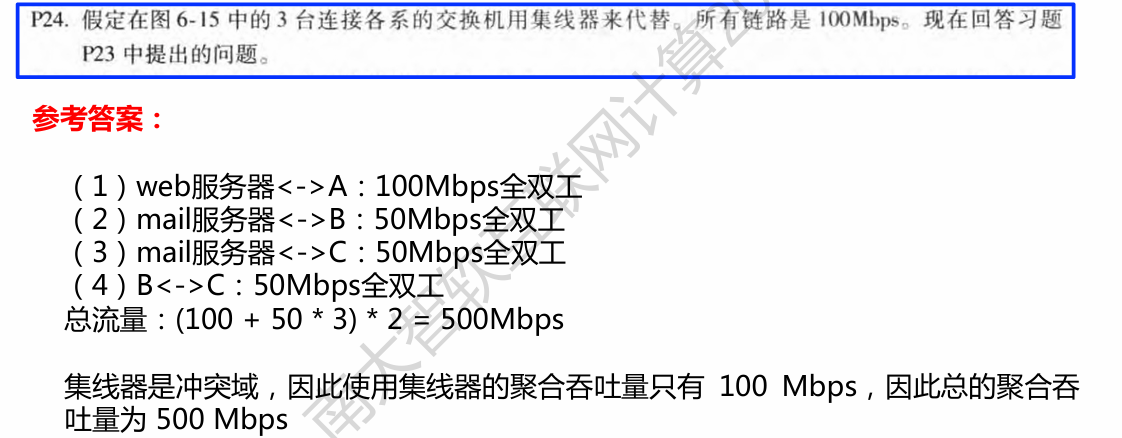 P24. 假定在图 6-15 中的 3 台连接各系的交换机用集线器来代替。所有链路是 100Mbps。现在回答习题
P23 中提出的问题。
参考答案：
（1）web服务器<->A：100Mbps全双工
（2）mail服务器<->B：50Mbps全双工
（3）mail服务器<->C：50Mbps全双工
（4）B<->C：50Mbps全双工
总流量：(100 + 50 * 3) * 2 = 500Mbps
集线器是冲突域，因此使用集线器的聚合吞吐量只有 100 Mbps，因此总的聚合吞
吐量为 500 Mbps
南大智软互联网计算2